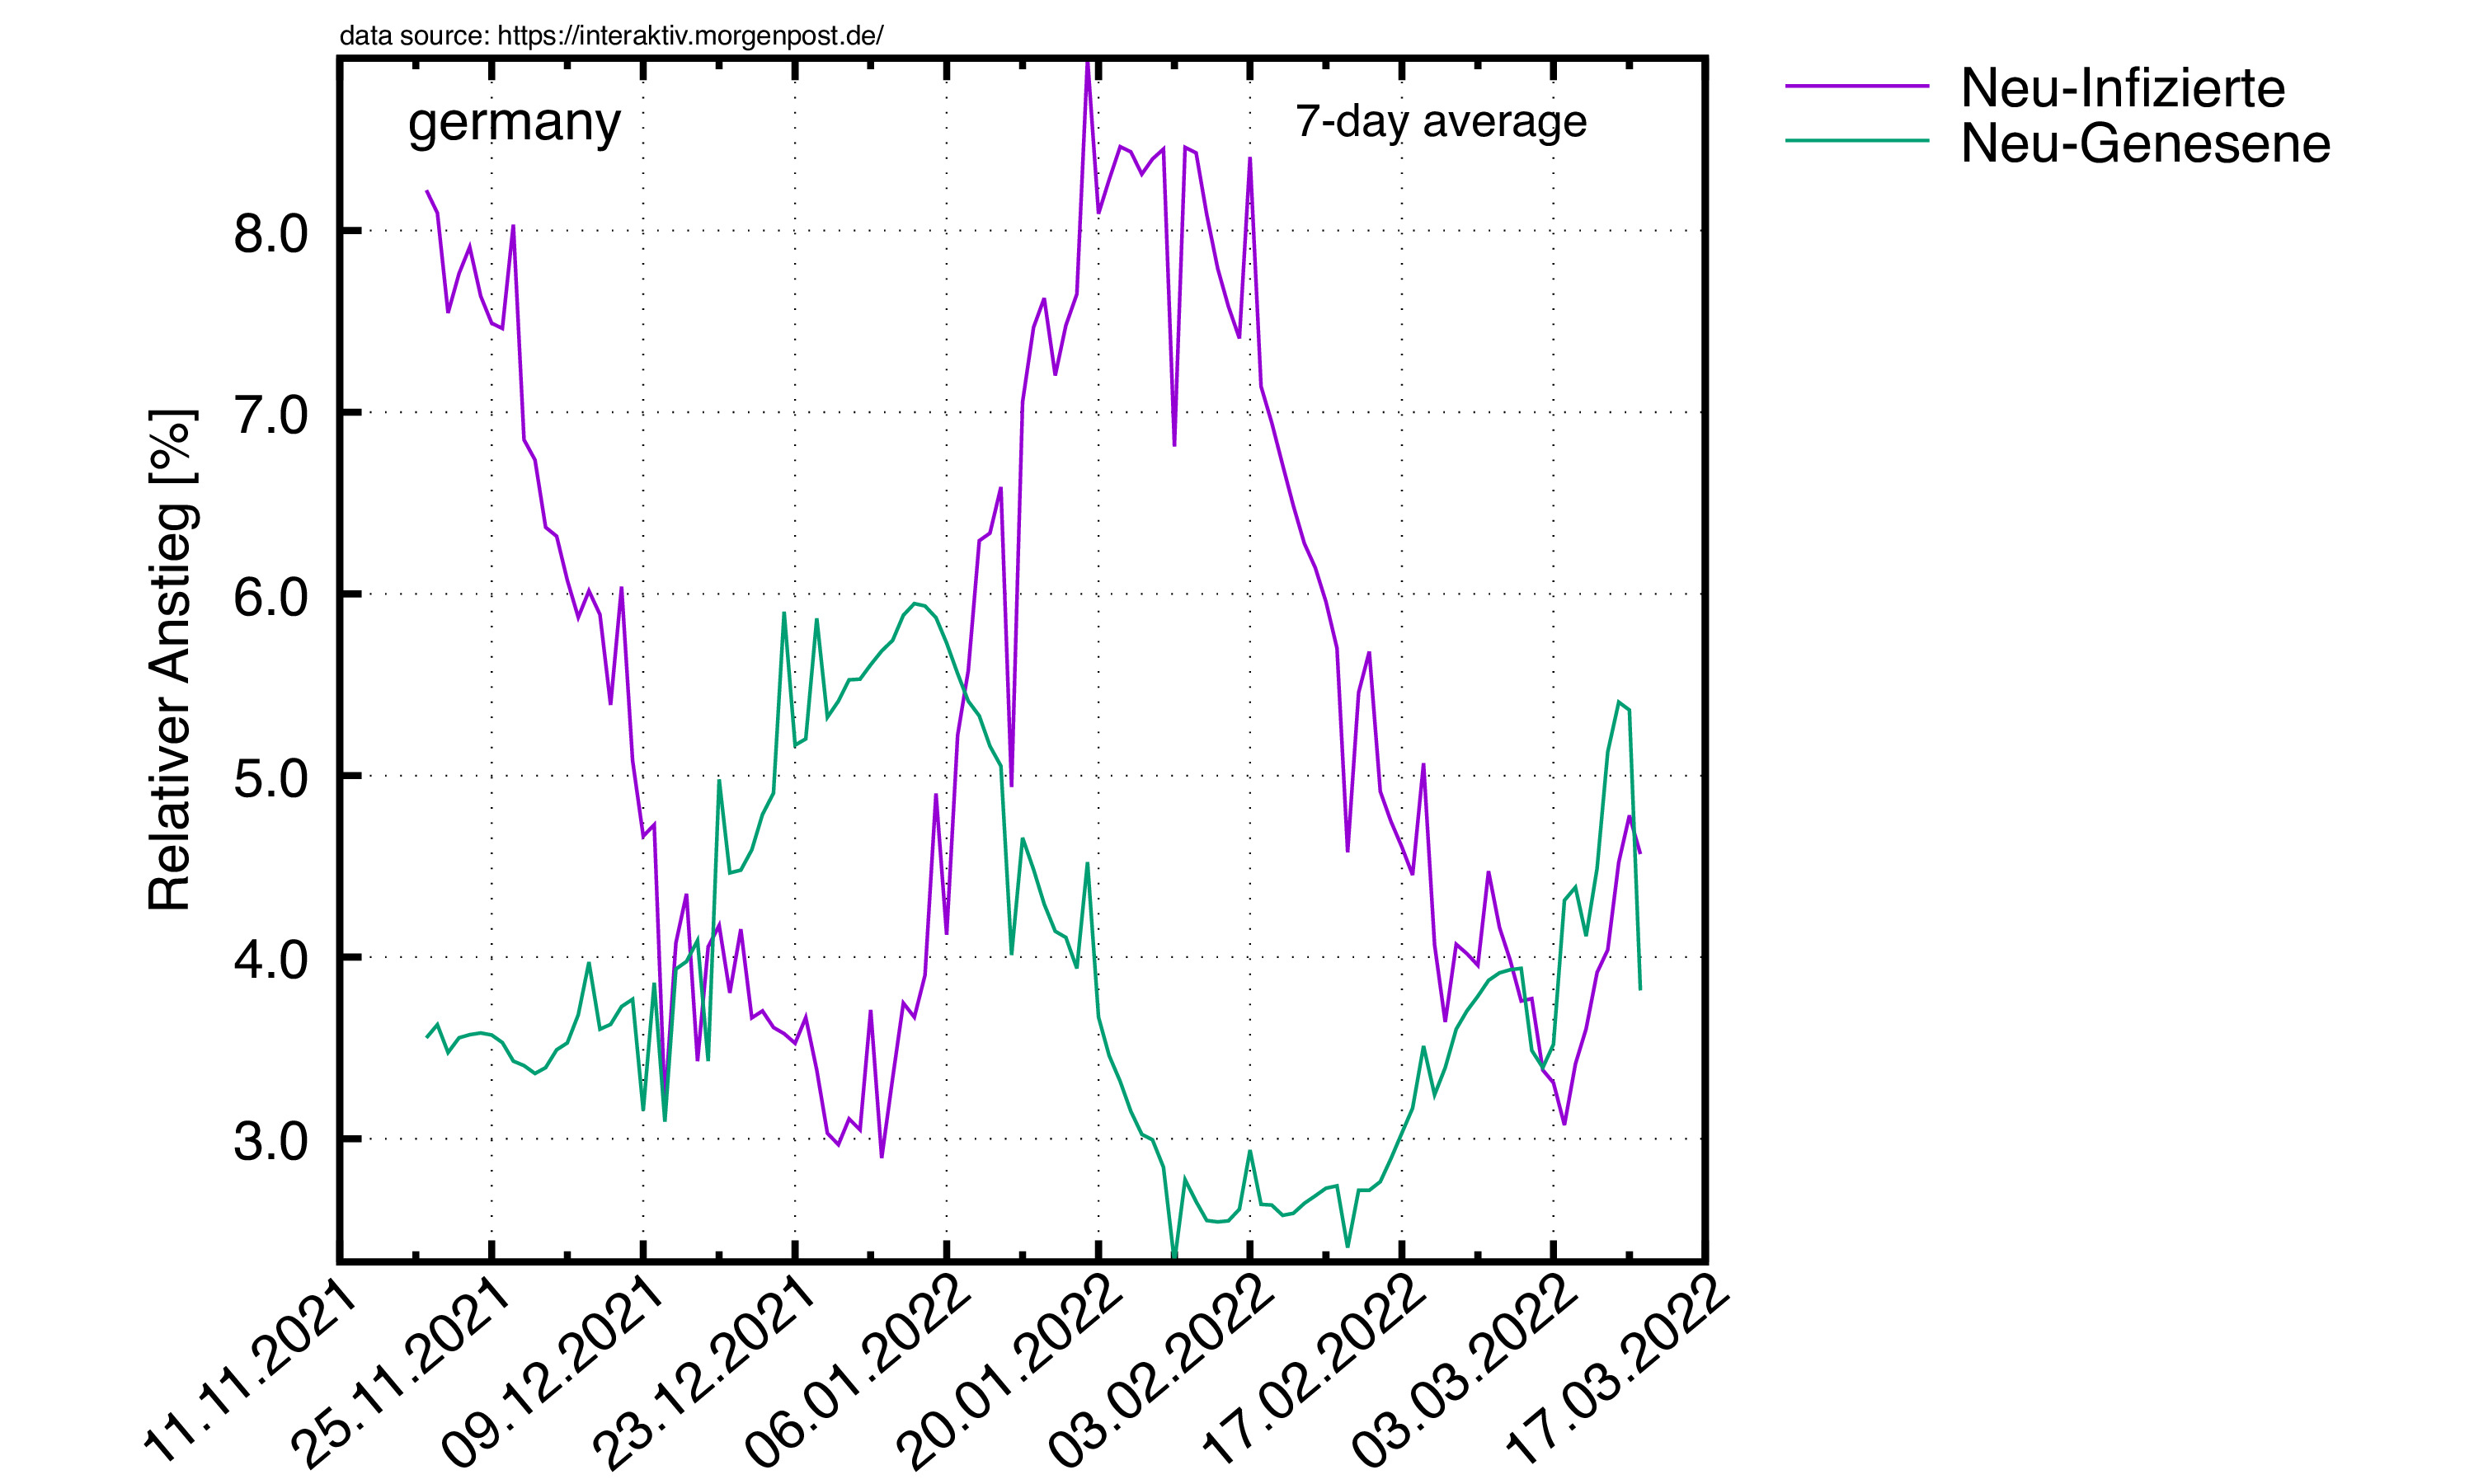 data source: https://interaktiv.morgenpost.de/
germany
7-day average
Neu-Infizierte
Neu-Genesene
Relativer Anstieg [%]
8.0
7.0
6.0
5.0
4.0
3.0
11.11.2021
25.11.2021
09.12.2021
23.12.2021
06.01.2022
20.01.2022
03.02.2022
17.02.2022
03.03.2022
17.03.2022